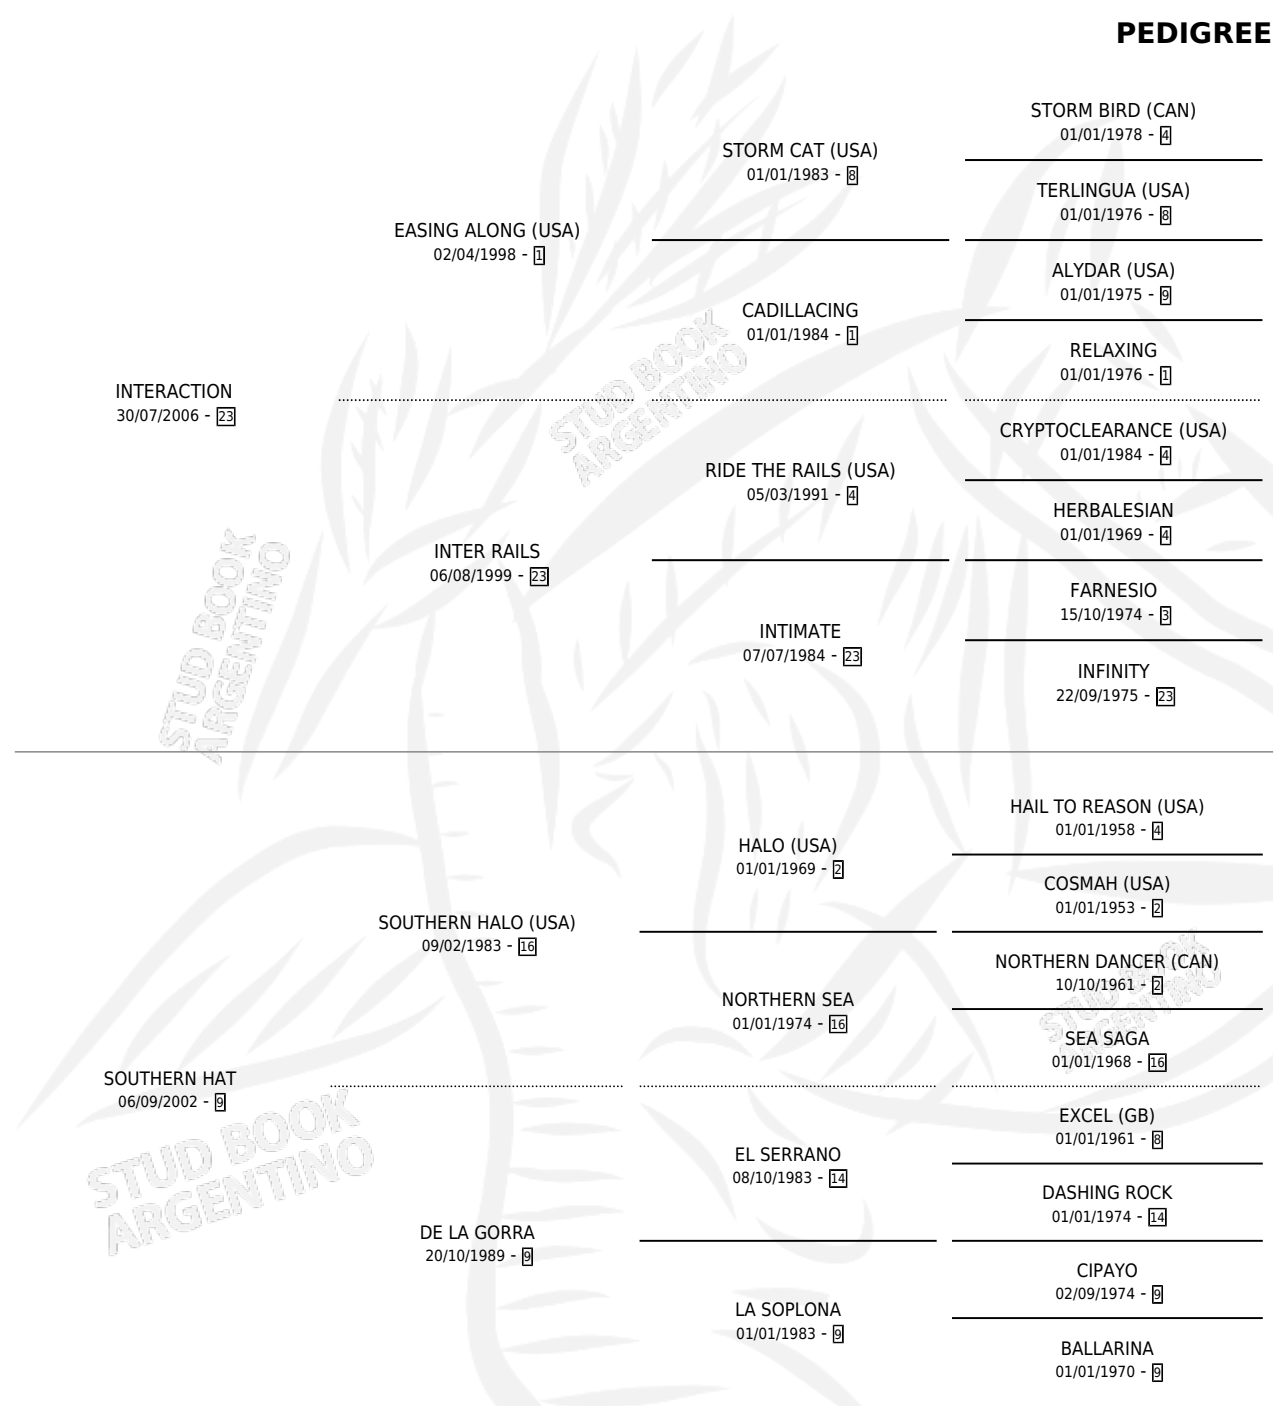 PEDIGREE
STORM BIRD (CAN)
01/01/1978 - 4
STORM CAT (USA)
01/01/1983 - 8
TERLINGUA (USA)
01/01/1976 - 8
EASING ALONG (USA)
02/04/1998 - 1
ALYDAR (USA)
01/01/1975 - 9
CADILLACING
01/01/1984 - 1
RELAXING
01/01/1976 - 1
INTERACTION
30/07/2006 - 23
CRYPTOCLEARANCE (USA)
01/01/1984 - 4
RIDE THE RAILS (USA)
05/03/1991 - 4
HERBALESIAN
01/01/1969 - 4
INTER RAILS
06/08/1999 - 23
FARNESIO
15/10/1974 - 3
INTIMATE
07/07/1984 - 23
INFINITY
22/09/1975 - 23
HAIL TO REASON (USA)
01/01/1958 - 4
HALO (USA)
01/01/1969 - 2
COSMAH (USA)
01/01/1953 - 2
SOUTHERN HALO (USA)
09/02/1983 - 16
NORTHERN DANCER (CAN)
10/10/1961 - 2
NORTHERN SEA
01/01/1974 - 16
SEA SAGA
01/01/1968 - 16
SOUTHERN HAT
06/09/2002 - 9
EXCEL (GB)
01/01/1961 - 8
EL SERRANO
08/10/1983 - 14
DASHING ROCK
01/01/1974 - 14
DE LA GORRA
20/10/1989 - 9
CIPAYO
02/09/1974 - 9
LA SOPLONA
01/01/1983 - 9
BALLARINA
01/01/1970 - 9
STUD BOOK
ARGENTINO
STUD BOOK
ARGENTINO
STUD BOOK
ARGENTINO
STUD BOOK
ARGENTINO